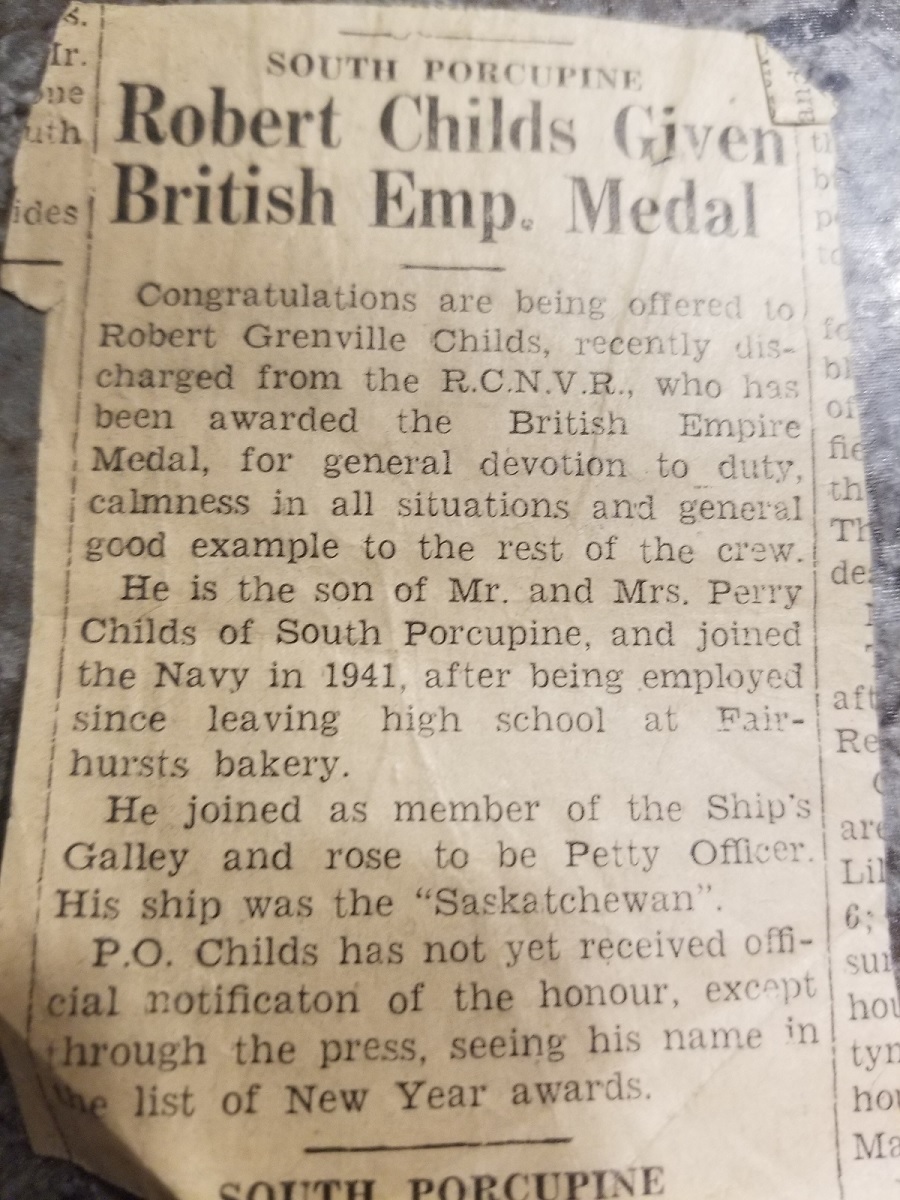 SOUTH PORCUPINE
Robert Childs Given
British Emp. Medal
Congratulations are being offered to
Robert Grenville Childs, recently dis-
charged from the R.C.N.V.R., who has
been awarded the British Empire
Medal, for general devotion to duty,
calmness in all situations and general
good example to the rest of the crew.
He is the son of Mr. and Mrs. Perry
Childs of South Porcupine, and joined
the Navy in 1941, after being employed
since leaving high school at Fair-
hursts bakery.
He joined as member of the Ship's
Galley and rose to be Petty Officer.
His ship was the "Saskatchewan".
P.O. Childs has not yet received offi-
cial notificaton of the honour, except
through the press, seeing his name in
the list of New Year awards.
SOUTH PORCUPINE